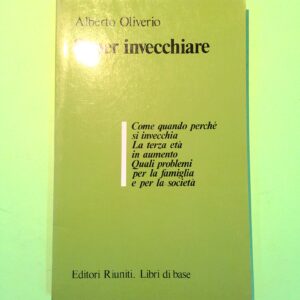 Alberto Oliverio
per invecchiare
Come quando perché
si invecchia
La terza età
in aumento
Quali problemi
per la famiglia
e per la società
Editori Riuniti. Libri di base